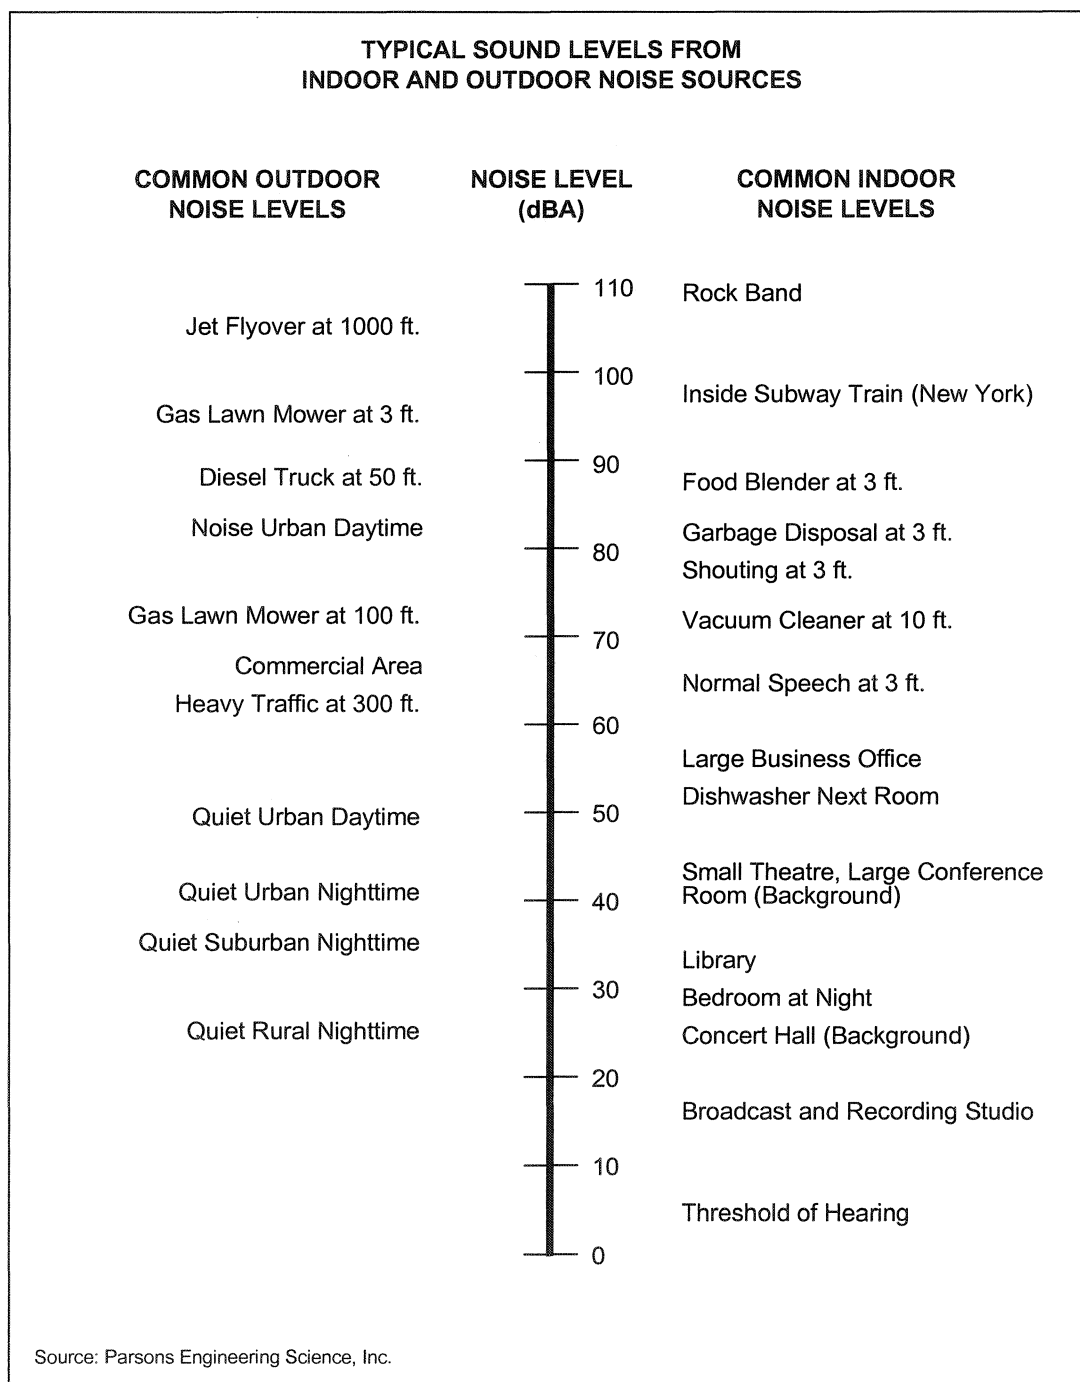 TYPICAL SOUND LEVELS FROM
INDOOR AND OUTDOOR NOISE SOURCES
COMMON OUTDOOR
NOISE LEVELS
NOISE LEVEL
(dBA)
COMMON INDOOR
NOISE LEVELS
110
Rock Band
Jet Flyover at 1000 ft.
100
Inside Subway Train (New York)
Gas Lawn Mower at 3 ft.
90
Diesel Truck at 50 ft.
Food Blender at 3 ft.
Noise Urban Daytime
Garbage Disposal at 3 ft.
80
Shouting at 3 ft.
Gas Lawn Mower at 100 ft.
Vacuum Cleaner at 10 ft.
70
Commercial Area
Normal Speech at 3 ft.
Heavy Traffic at 300 ft.
60
Large Business Office
Dishwasher Next Room
50
Quiet Urban Daytime
Small Theatre, Large Conference
Room (Background)
Quiet Urban Nighttime
40
Quiet Suburban Nighttime
Library
30
Bedroom at Night
Quiet Rural Nighttime
Concert Hall (Background)
20
Broadcast and Recording Studio
10
Threshold of Hearing
0
Source: Parsons Engineering Science, Inc.